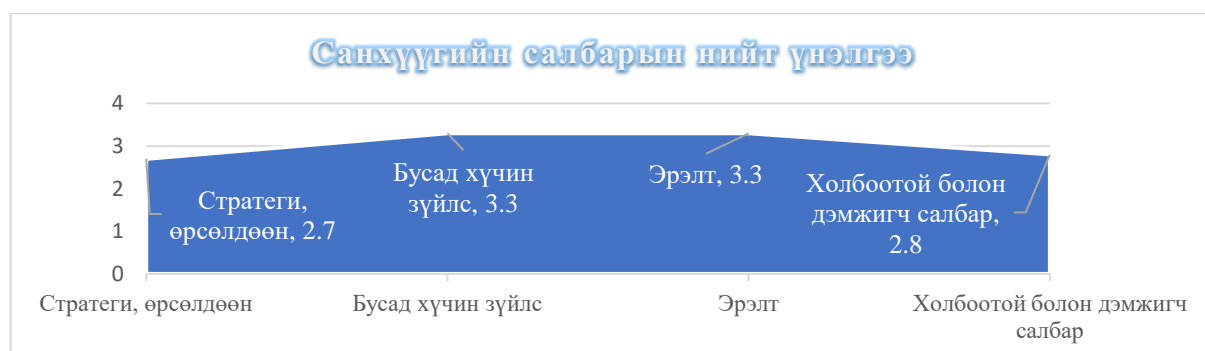 Санхүүгийн салбарын нийт үнэлгээ
4
3
2
1
0
Стратеги,
өрсөлдөөн, 2.7
Бусад хүчин
зүйлс, 3.3
Эрэлт, 3.3
Холбоотой болон
дэмжигч салбар,
2.8
Стратеги, өрсөлдөөн
Бусад хүчин зүйлс
Эрэлт
Холбоотой болон дэмжигч
салбар